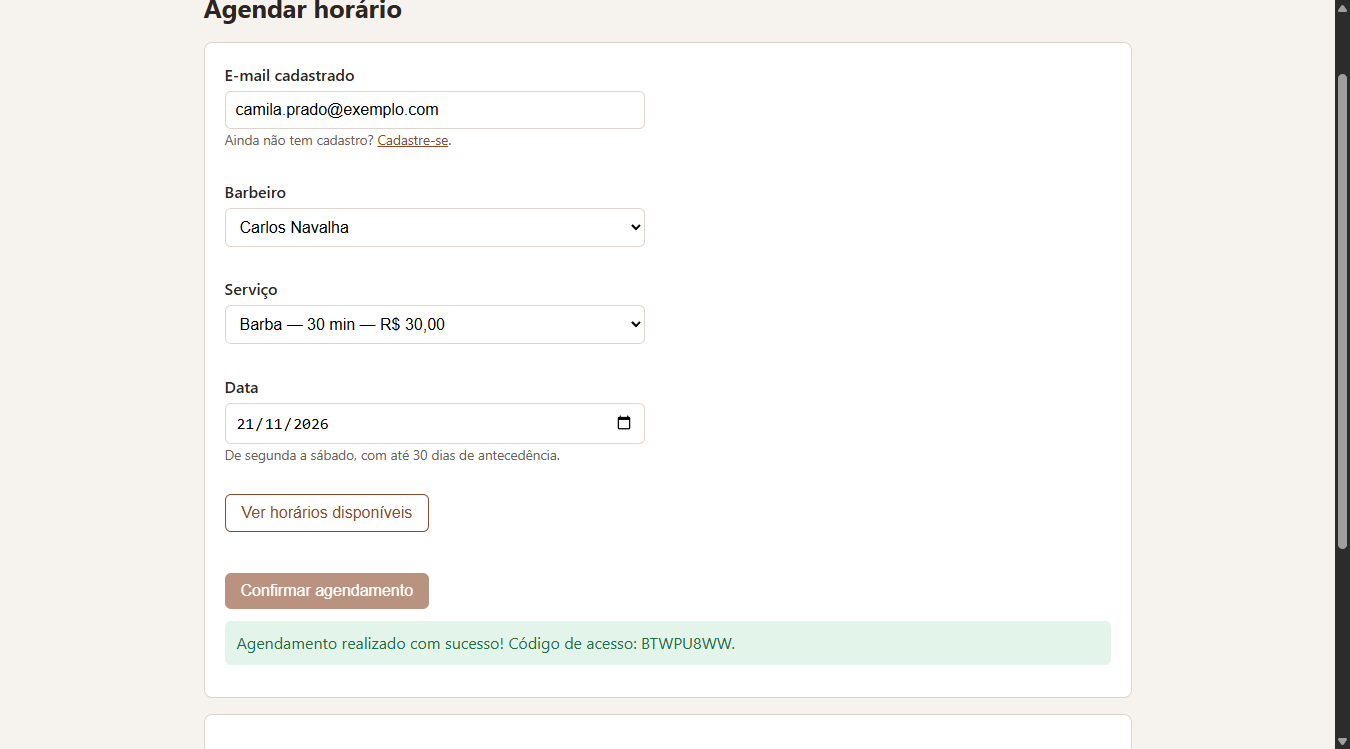 Agendar horário
E-mail cadastrado
camila.prado@exemplo.com
Ainda não tem cadastro? Cadastre-se.
Barbeiro
Carlos Navalha
Serviço
Barba — 30 min — R$ 30,00
Data
21/11/2026
De segunda a sábado, com até 30 dias de antecedência.
Ver horários disponíveis
Confirmar agendamento
Agendamento realizado com sucesso! Código de acesso: BTWPU8WW.